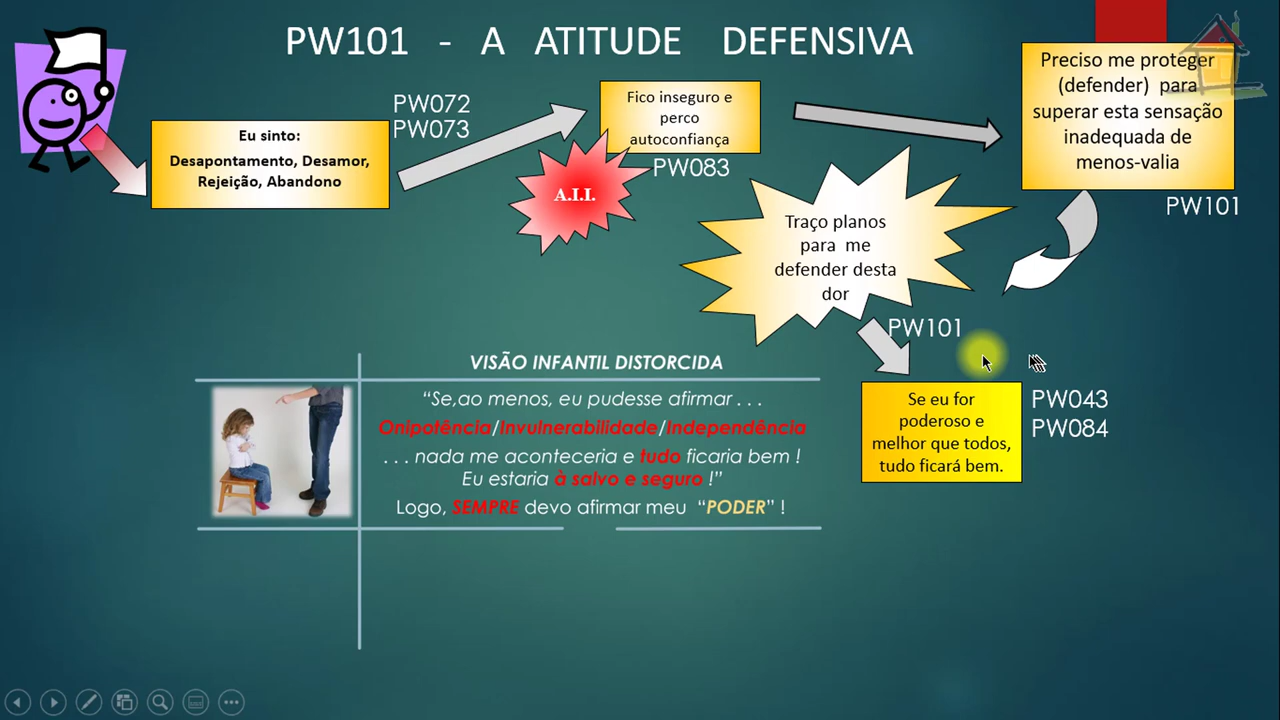 PW101 - A ATITUDE DEFENSIVA
Eu sinto:
Desapontamento, Desamor,
Rejeição, Abandono
PW072
PW073
Fico inseguro e
perco
autoconfiança
PW083
A.I.I.
Preciso me proteger
(defender) para
superar esta sensação
inadequada de
menos-valia
PW101
Traço planos
para me
defender desta
dor
PW101
Se eu for
poderoso e
melhor que todos,
tudo ficará bem.
PW043
PW084
VISÃO INFANTIL DISTORCIDA
“Se,ao menos, eu pudesse afirmar . . .
Onipotência/Invulnerabilidade/Independência
. . . nada me aconteceria e tudo ficaria bem !
Eu estaria à salvo e seguro !”
Logo, SEMPRE devo afirmar meu “PODER” !